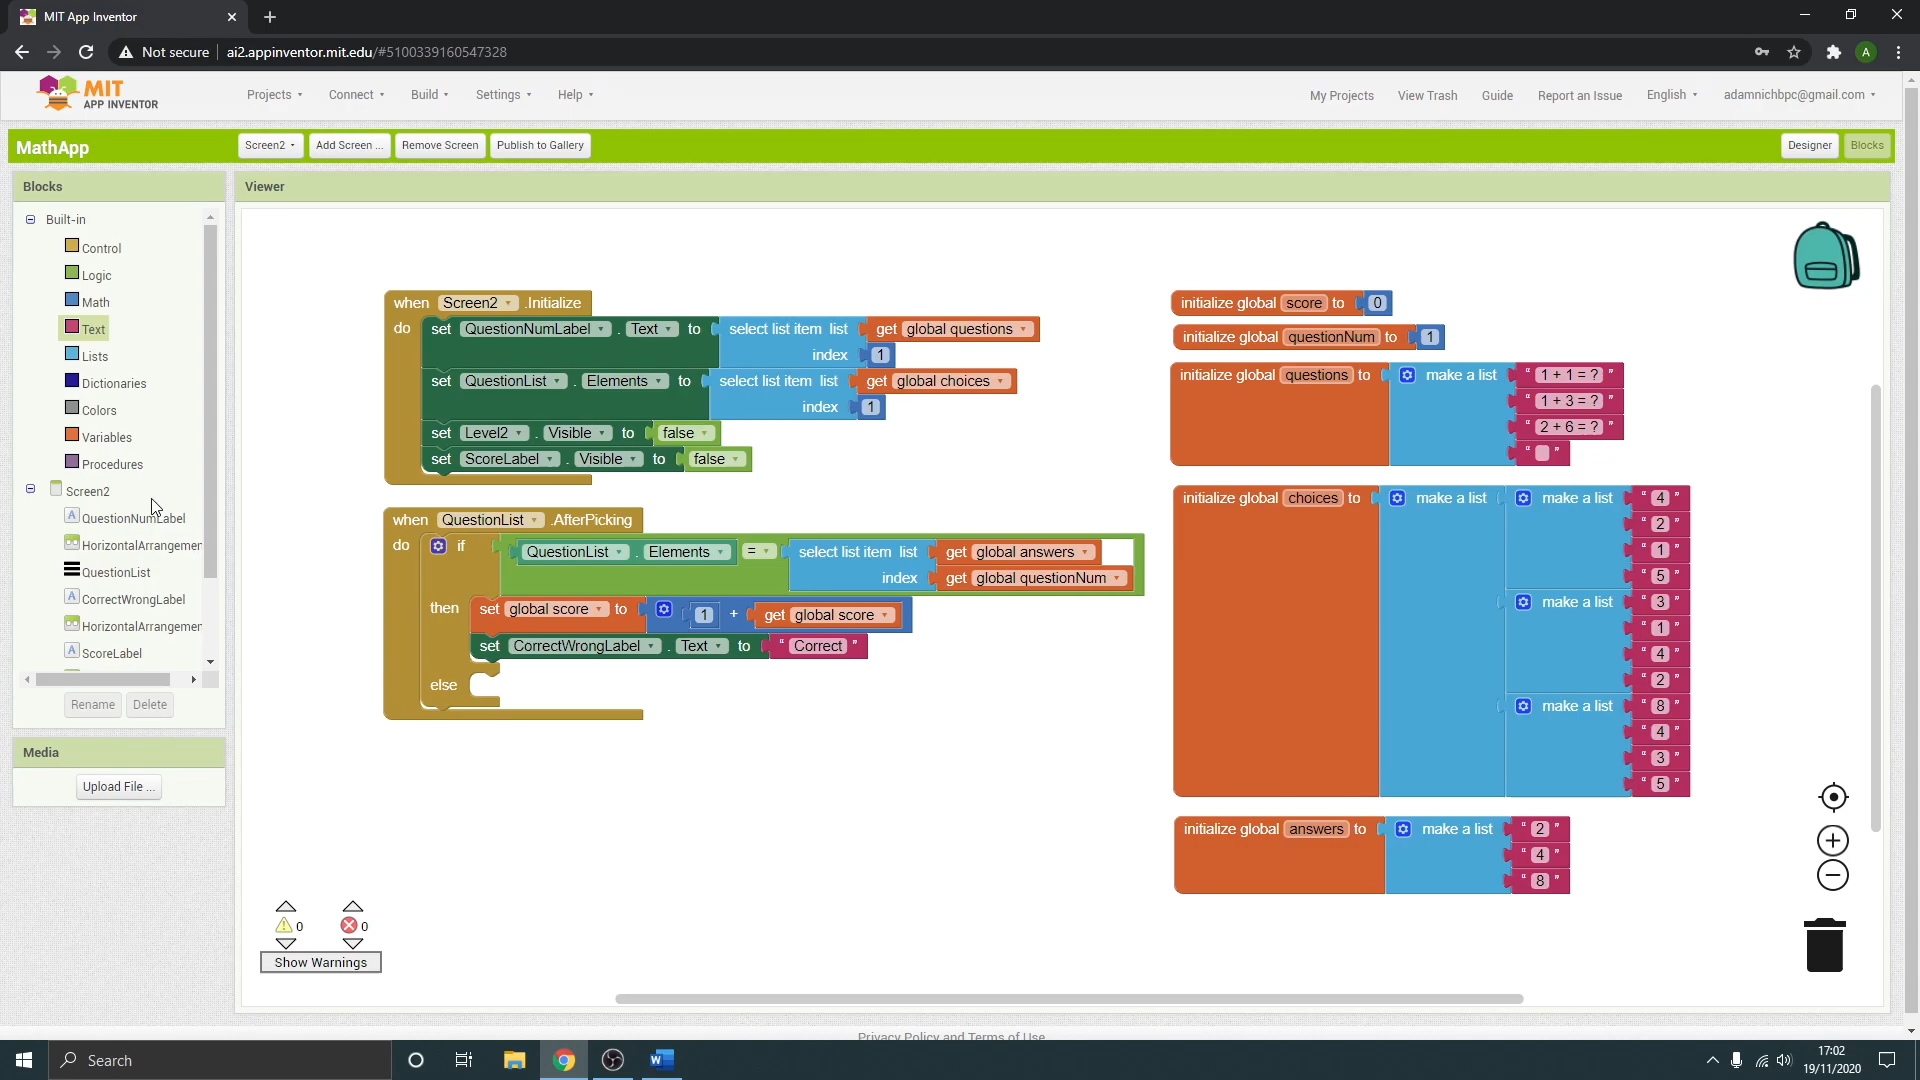 MIT App Inventor
Not secure | ai2.appinventor.mit.edu/#5100339160547328
A
MIT
APP INVENTOR
Projects Connect Build Settings Help
My Projects View Trash Guide Report an Issue English adamnichbpc@gmail.com
MathApp
Screen2 Add Screen ... Remove Screen Publish to Gallery
Designer Blocks
Blocks
Viewer
Built-in
Control
Logic
Math
Text
Lists
Dictionaries
Colors
Variables
Procedures
Screen2
QuestionNumLabel
HorizontalArrangemen
QuestionList
CorrectWrongLabel
HorizontalArrangemen
ScoreLabel
Rename Delete
Media
Upload File ...
when Screen2 .Initialize
do set QuestionNumLabel . Text to select list item list get global questions
index 1
set QuestionList . Elements to select list item list get global choices
index 1
set Level2 . Visible to false
set ScoreLabel . Visible to false
when QuestionList .AfterPicking
do if QuestionList . Elements = select list item list get global answers
index get global questionNum
then set global score to 1 + get global score
set CorrectWrongLabel . Text to " Correct "
else
initialize global score to 0
initialize global questionNum to 1
initialize global questions to make a list " 1 + 1 = ? "
" 1 + 3 = ? "
" 2 + 6 = ? "
" "
initialize global choices to make a list make a list " 4 "
" 2 "
" 1 "
" 5 "
make a list " 3 "
" 1 "
" 4 "
" 2 "
make a list " 8 "
" 4 "
" 3 "
" 5 "
initialize global answers to make a list " 2 "
" 4 "
" 8 "
0 0
Show Warnings
Privacy Policy and Terms of Use
Search
17:02
19/11/2020